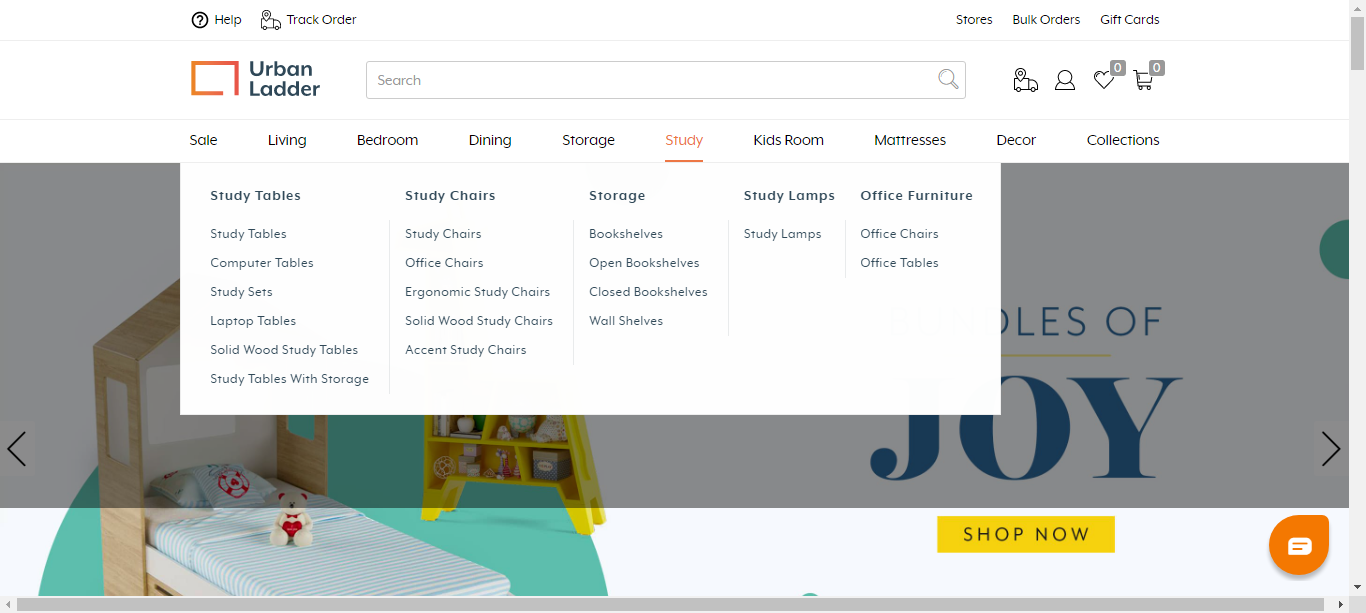 Help
Track Order
Stores
Bulk Orders
Gift Cards
Urban
Ladder
Search
0
0
Sale
Living
Bedroom
Dining
Storage
Study
Kids Room
Mattresses
Decor
Collections
Study Tables
Study Tables
Computer Tables
Study Sets
Laptop Tables
Solid Wood Study Tables
Study Tables With Storage
Study Chairs
Study Chairs
Office Chairs
Ergonomic Study Chairs
Solid Wood Study Chairs
Accent Study Chairs
Storage
Bookshelves
Open Bookshelves
Closed Bookshelves
Wall Shelves
Study Lamps
Study Lamps
Office Furniture
Office Chairs
Office Tables
OF
JOY
SHOP NOW